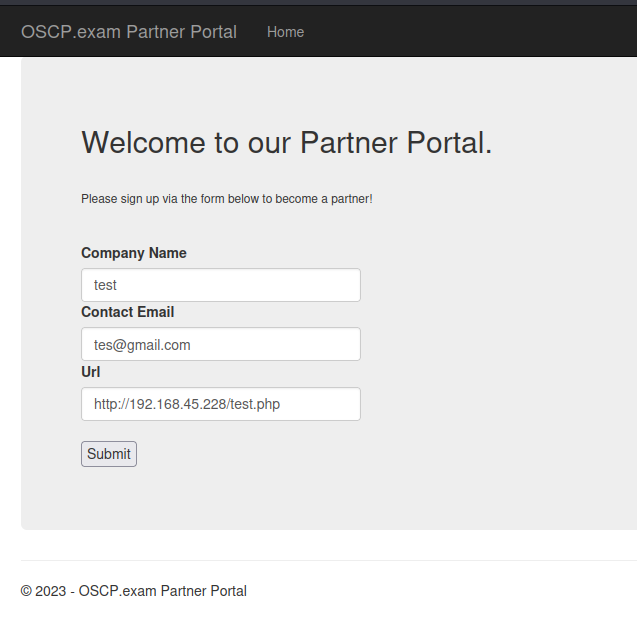 OSCP.exam Partner Portal Home
Welcome to our Partner Portal.
Please sign up via the form below to become a partner!
Company Name
test
Contact Email
tes@gmail.com
Url
http://192.168.45.228/test.php
Submit
© 2023 - OSCP.exam Partner Portal